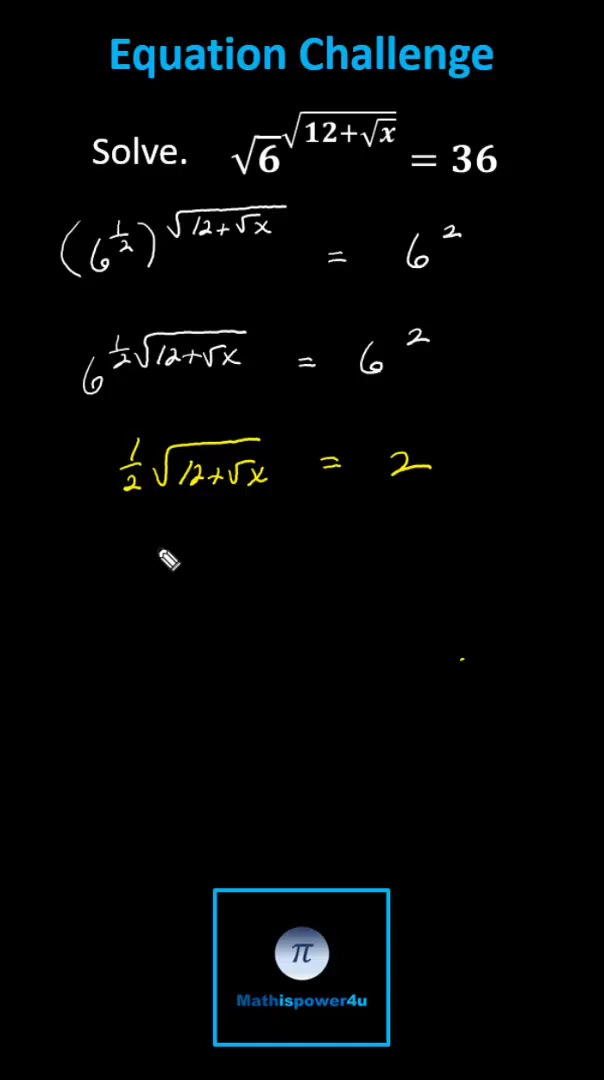 Equation Challenge
Solve. √6^√(12+√x) = 36
(6^(1/2))^√(12+√x) = 6^2
6^(1/2 √(12+√x)) = 6^2
1/2 √(12+√x) = 2
π
Mathispower4u